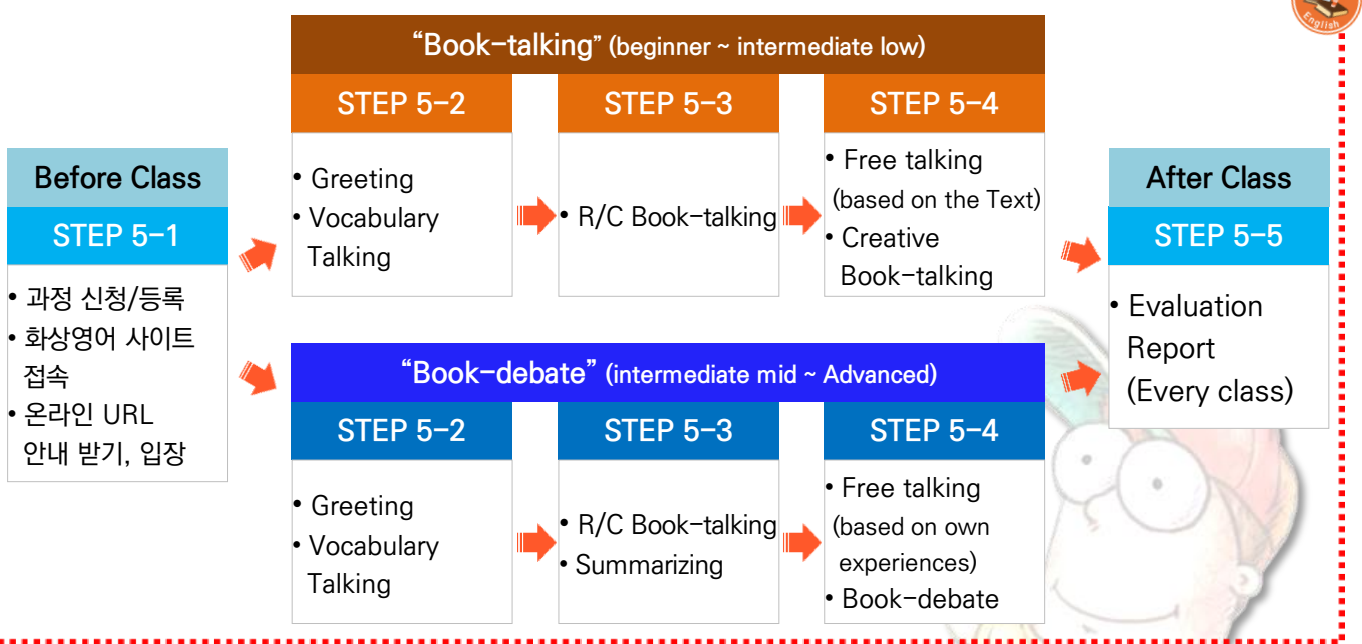 English
“Book-talking” (beginner ~ intermediate low)
STEP 5-2
STEP 5-3
STEP 5-4
Before Class
STEP 5-1
• 과정 신청/등록
• 화상영어 사이트
접속
• 온라인 URL
안내 받기, 입장
• Greeting
• Vocabulary
Talking
• R/C Book-talking
• Free talking
(based on the Text)
• Creative
Book-talking
After Class
STEP 5-5
• Evaluation
Report
(Every class)
“Book-debate” (intermediate mid ~ Advanced)
STEP 5-2
STEP 5-3
STEP 5-4
• Greeting
• Vocabulary
Talking
• R/C Book-talking
• Summarizing
• Free talking
(based on own
experiences)
• Book-debate